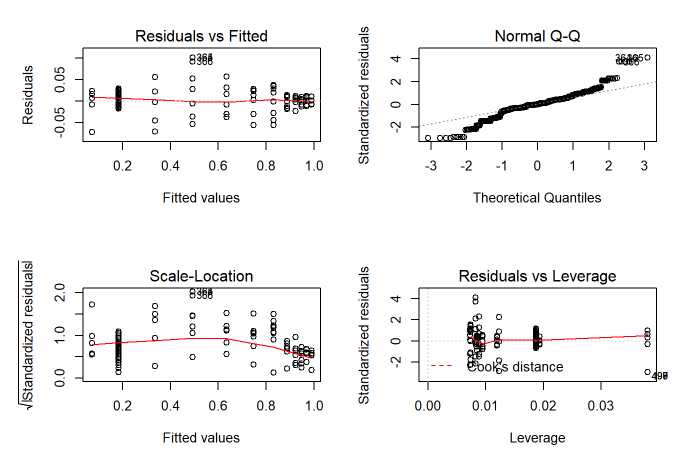 Residuals vs Fitted
Residuals
0.05
-0.05
0.2 0.4 0.6 0.8 1.0
Fitted values
Normal Q-Q
Standardized residuals
4
2
0
-2
-3 -2 -1 0 1 2 3
Theoretical Quantiles
Scale-Location
√|Standardized residuals|
2.0
1.0
0.0
0.2 0.4 0.6 0.8 1.0
Fitted values
Residuals vs Leverage
Standardized residuals
4
2
0
-2
Cook's distance
0.00 0.01 0.02 0.03
Leverage